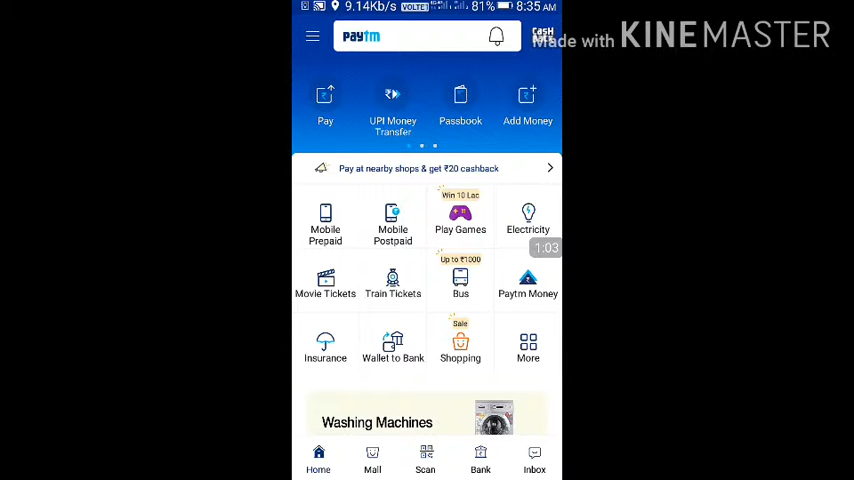 9.14Kb/s VOLTE1 81% 8:35 AM
paytm
CASH
Made with KINEMASTER
Pay
UPI Money Transfer
Passbook
Add Money
Pay at nearby shops & get ₹20 cashback
Win 10 Lac
Mobile Prepaid
Mobile Postpaid
Play Games
Electricity
1:03
Up to ₹1000
Movie Tickets
Train Tickets
Bus
Paytm Money
Sale
Insurance
Wallet to Bank
Shopping
More
Washing Machines
Home
Mall
Scan
Bank
Inbox